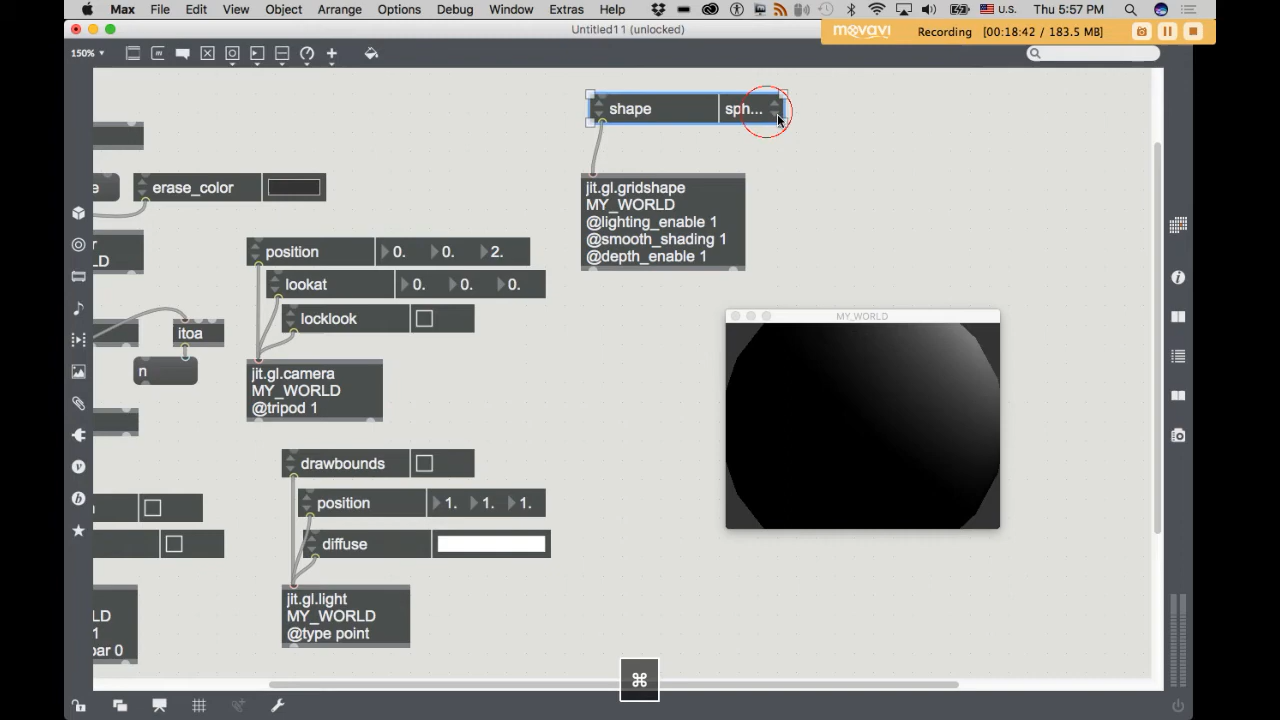 Max File Edit View Object Arrange Options Debug Window Extras Help U.S. Thu 5:57 PM
Untitled11 (unlocked)
movavi Recording (00:18:42 / 183.5 MB)
150%
shape sph...
e erase_color
jit.gl.gridshape
MY_WORLD
@lighting_enable 1
@smooth_shading 1
@depth_enable 1
r
LD
position 0. 0. 2.
lookat 0. 0. 0.
locklook
itoa
n
MY_WORLD
jit.gl.camera
MY_WORLD
@tripod 1
drawbounds
position 1. 1. 1.
diffuse
jit.gl.light
MY_WORLD
@type point
LD
1
bar 0
⌘